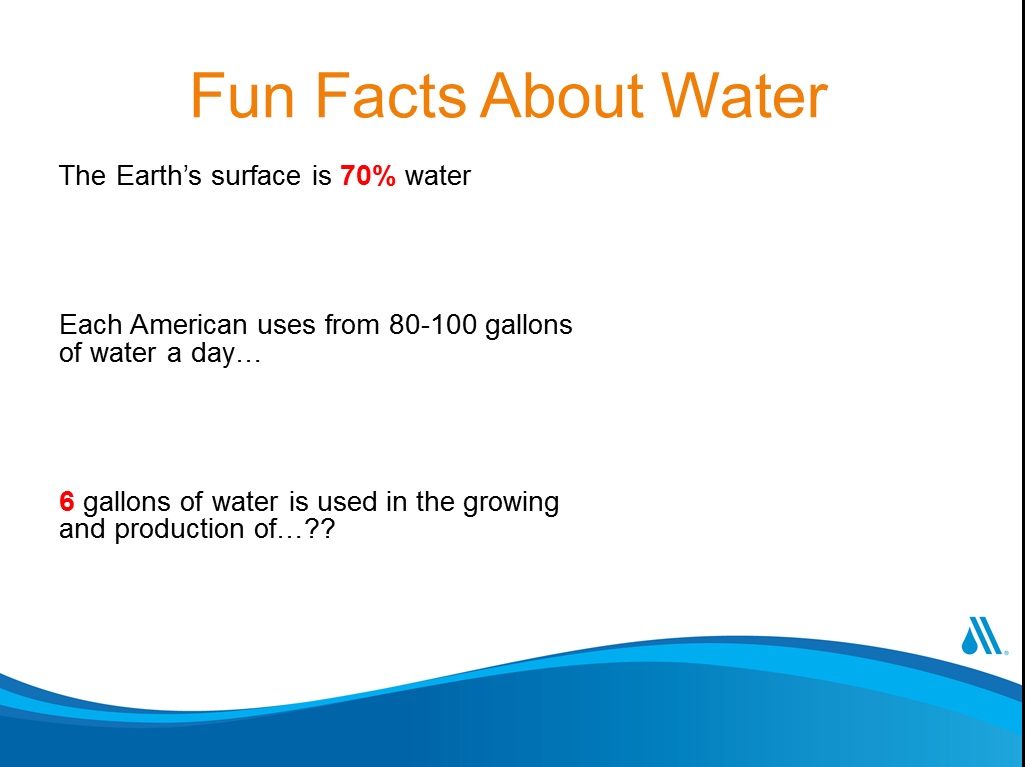 Fun Facts About Water
The Earth’s surface is 70% water
Each American uses from 80-100 gallons
of water a day…
6 gallons of water is used in the growing
and production of…??
®